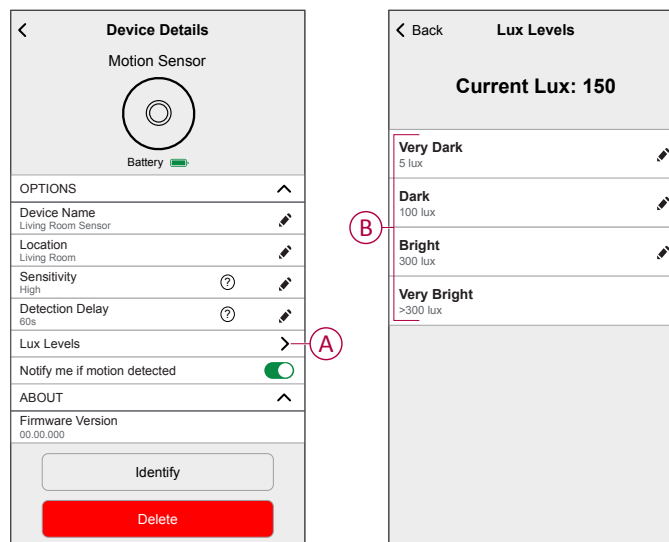 Device Details
Motion Sensor
Battery
OPTIONS
Device Name
Living Room Sensor
Location
Living Room
Sensitivity
High
?
Detection Delay
60s
?
Lux Levels
A
Notify me if motion detected
ABOUT
Firmware Version
00.00.000
Identify
Delete
Back Lux Levels
Current Lux: 150
B
Very Dark
5 lux
Dark
100 lux
Bright
300 lux
Very Bright
>300 lux